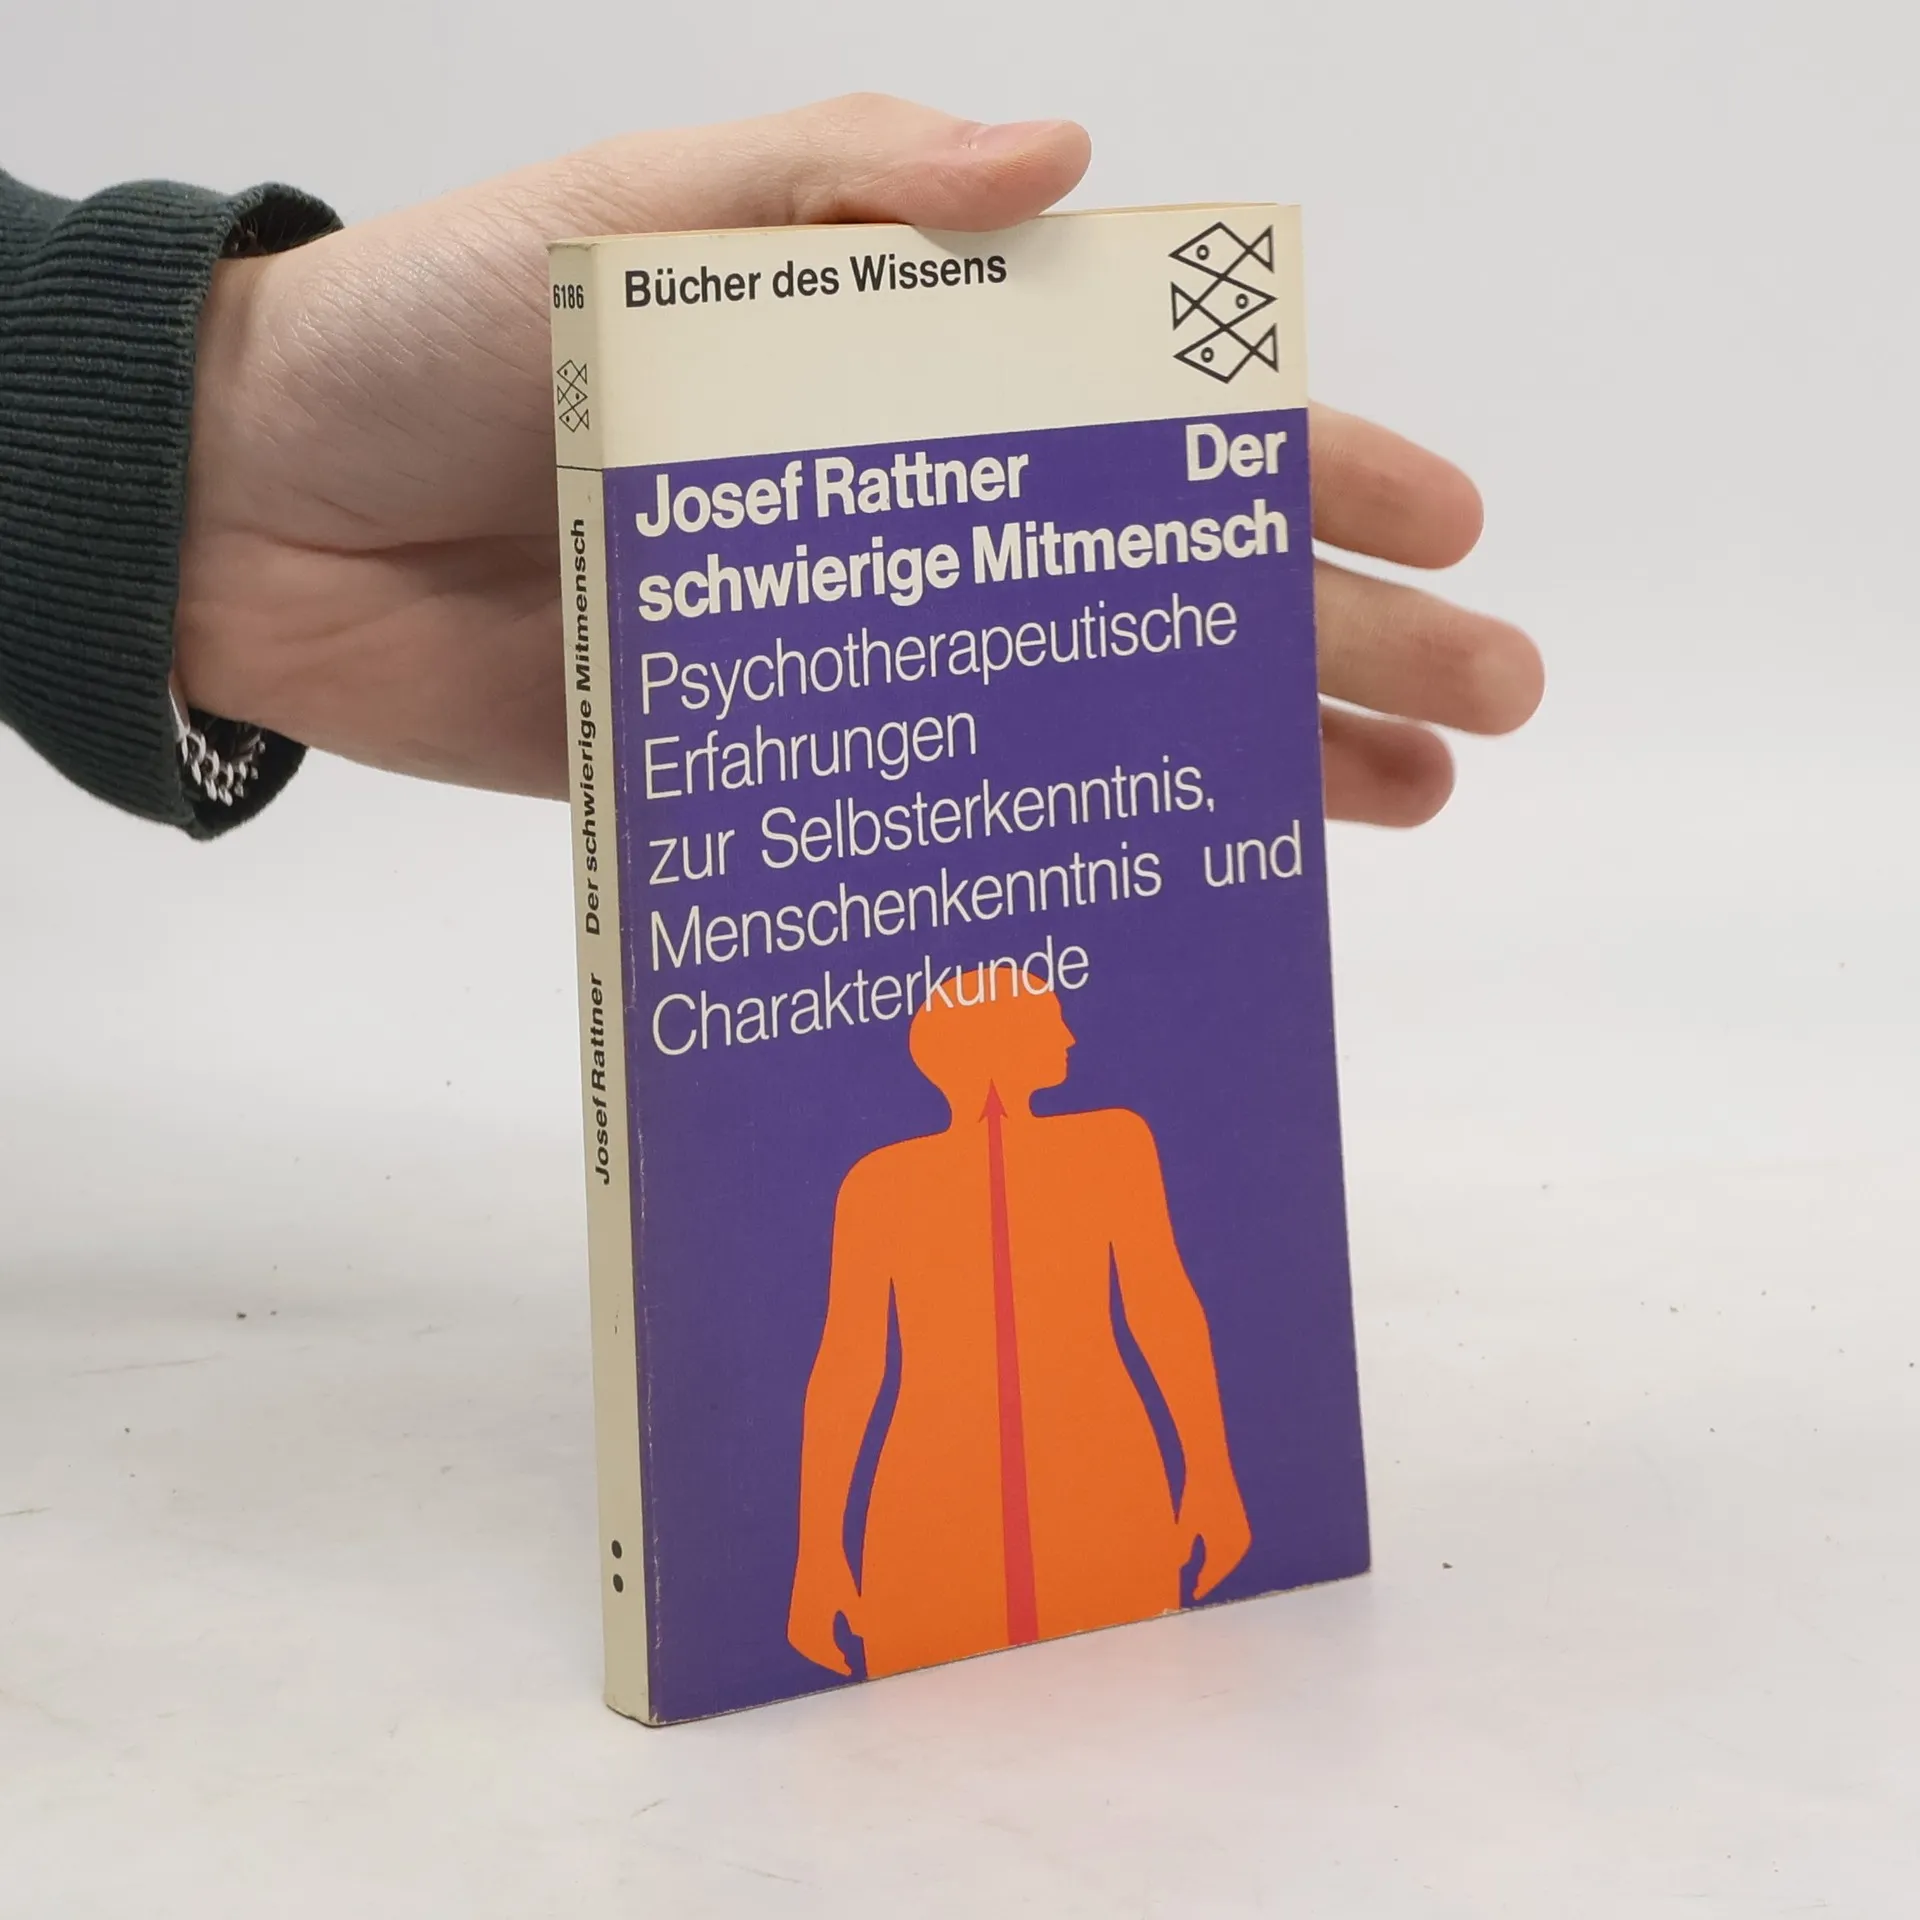 Bücher des Wissens
Josef Rattner Der
schwierige Mitmensch
Psychotherapeutische
Erfahrungen
zur Selbsterkenntnis,
Menschenkenntnis und
Charakterkunde
6186
Josef Rattner Der schwierige Mitmensch